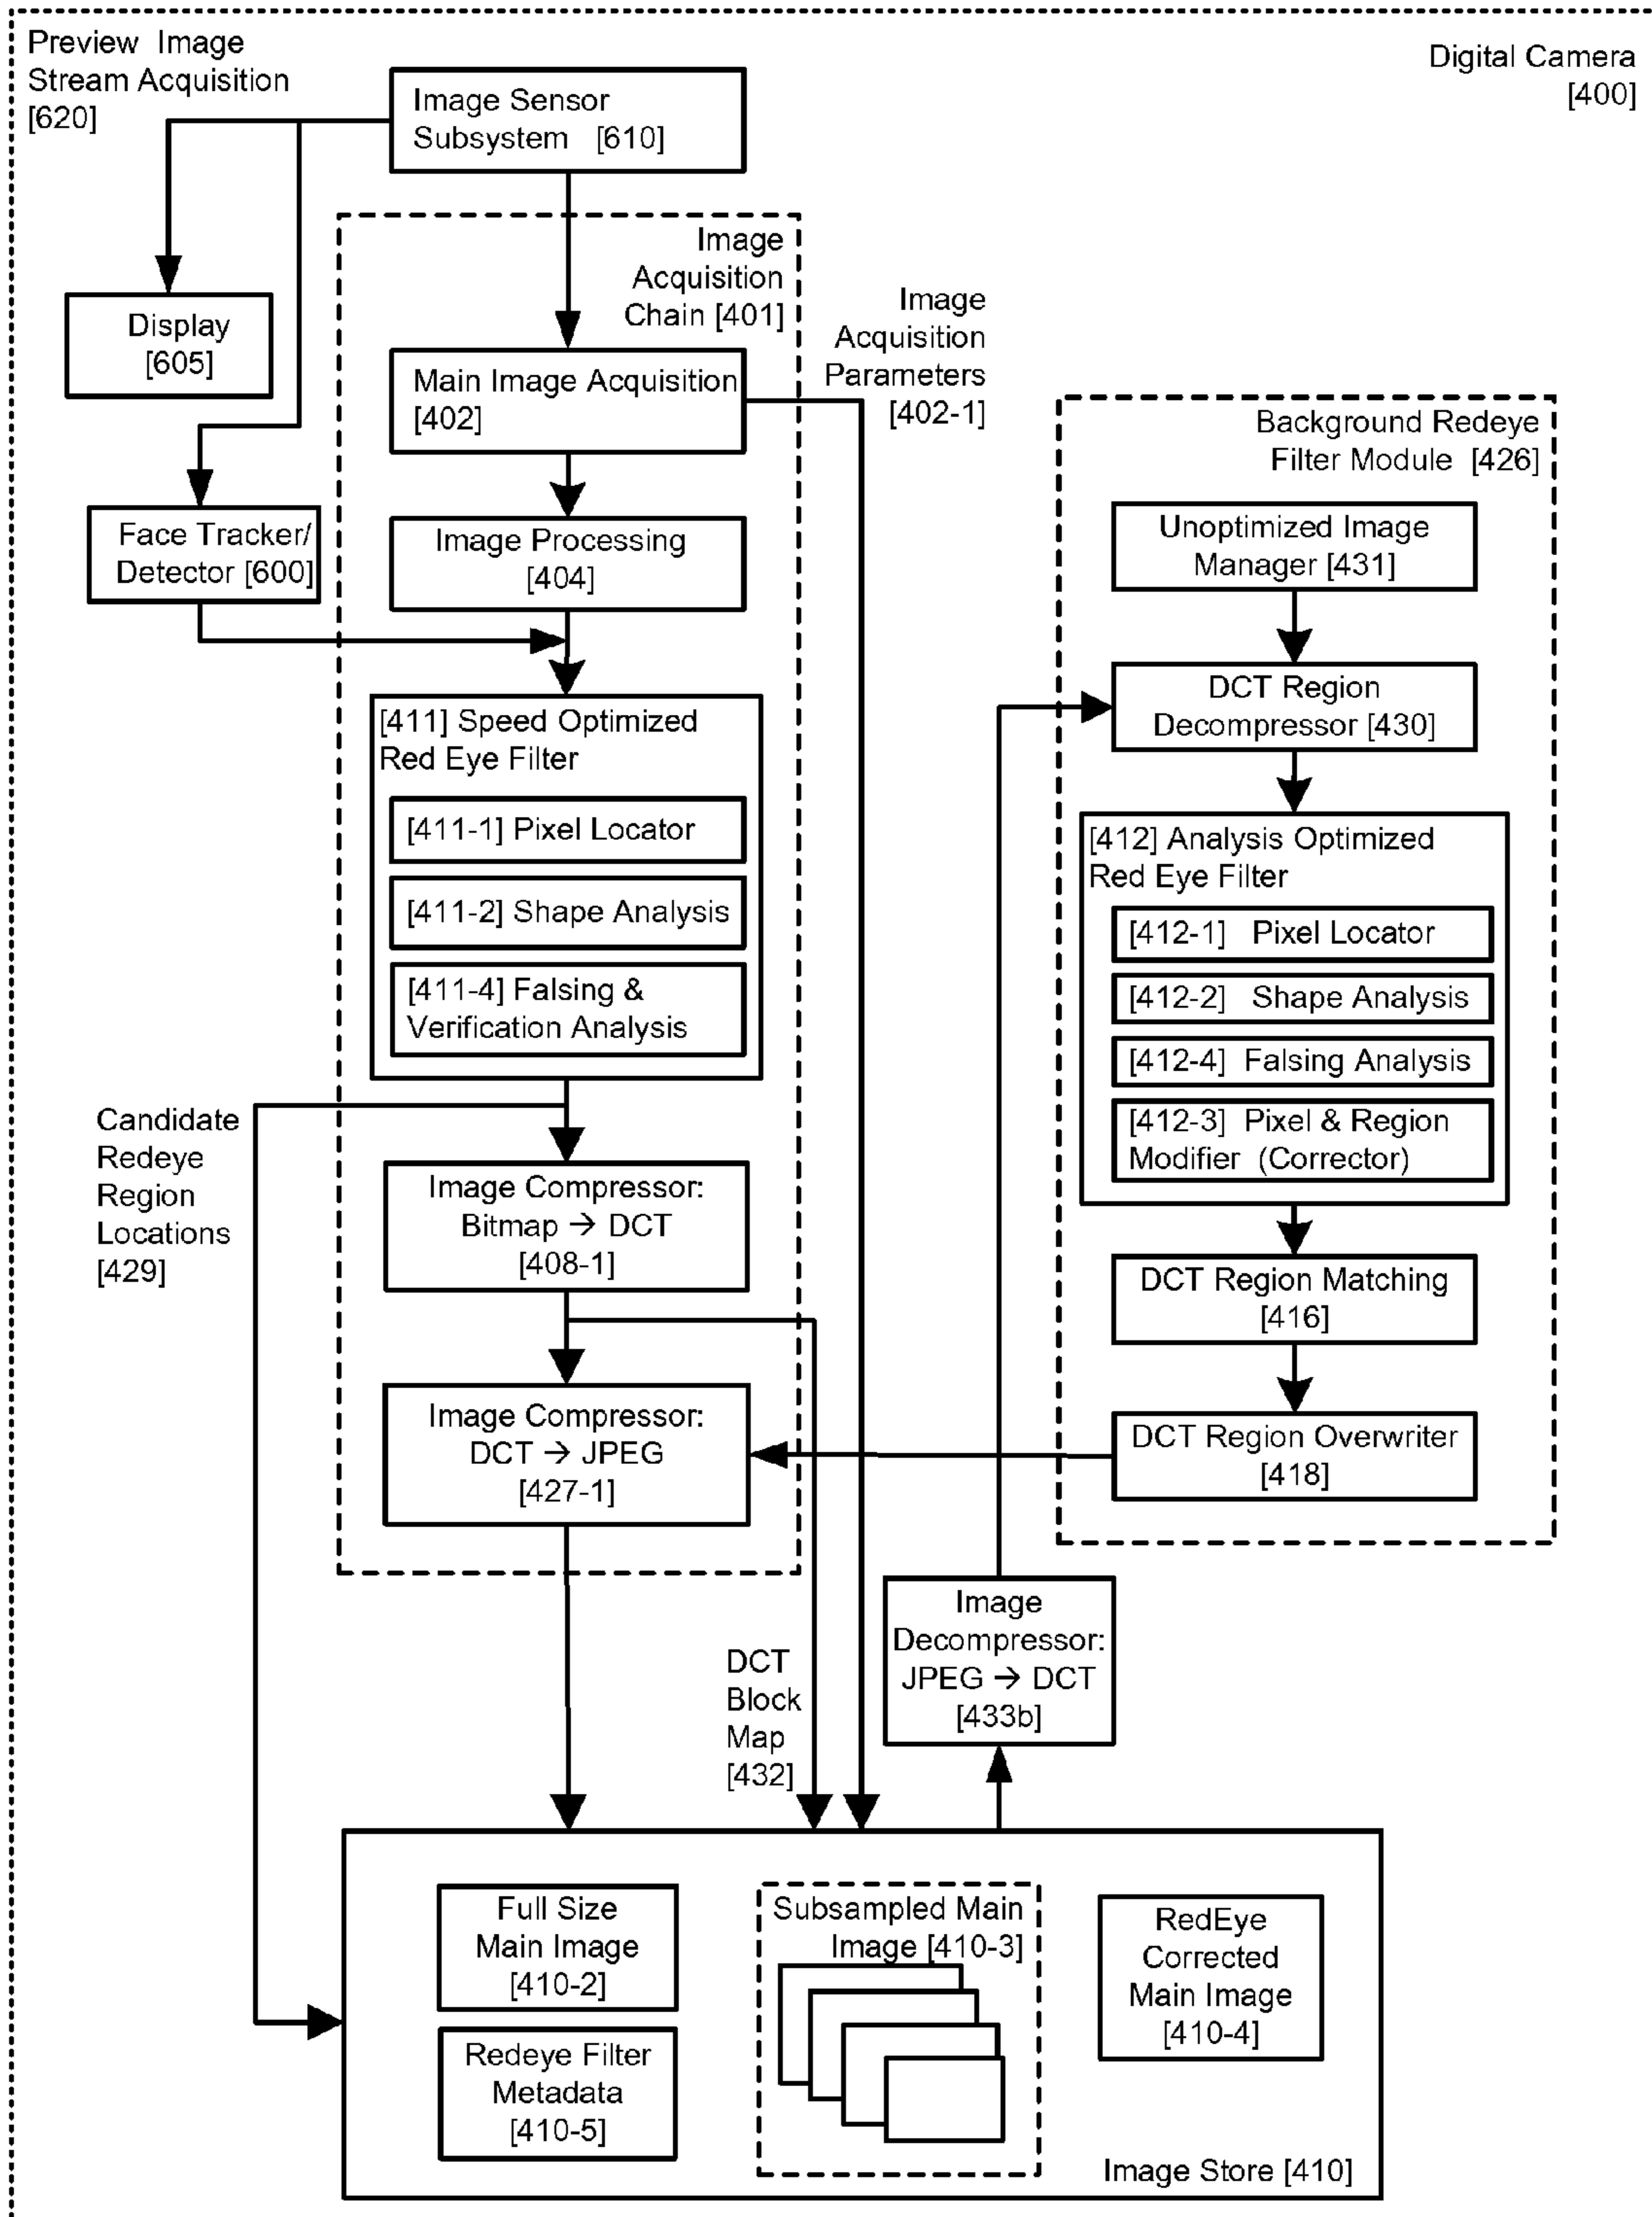 Preview Image
Stream Acquisition
[620]
Digital Camera
[400]
Image Sensor
Subsystem [610]
Image
Acquisition
Chain [401]
Image
Acquisition
Parameters
[402-1]
Display
[605]
Main Image Acquisition
[402]
Background Redeye
Filter Module [426]
Face Tracker/
Detector [600]
Image Processing
[404]
Unoptimized Image
Manager [431]
DCT Region
Decompressor [430]
[411] Speed Optimized
Red Eye Filter
[411-1] Pixel Locator
[411-2] Shape Analysis
[411-4] Falsing &
Verification Analysis
[412] Analysis Optimized
Red Eye Filter
[412-1] Pixel Locator
[412-2] Shape Analysis
[412-4] Falsing Analysis
[412-3] Pixel & Region
Modifier (Corrector)
Candidate
Redeye
Region
Locations
[429]
Image Compressor:
Bitmap → DCT
[408-1]
DCT Region Matching
[416]
Image Compressor:
DCT → JPEG
[427-1]
DCT Region Overwriter
[418]
Image
Decompressor:
JPEG → DCT
[433b]
DCT
Block
Map
[432]
Full Size
Main Image
[410-2]
Subsampled Main
Image [410-3]
RedEye
Corrected
Main Image
[410-4]
Redeye Filter
Metadata
[410-5]
Image Store [410]